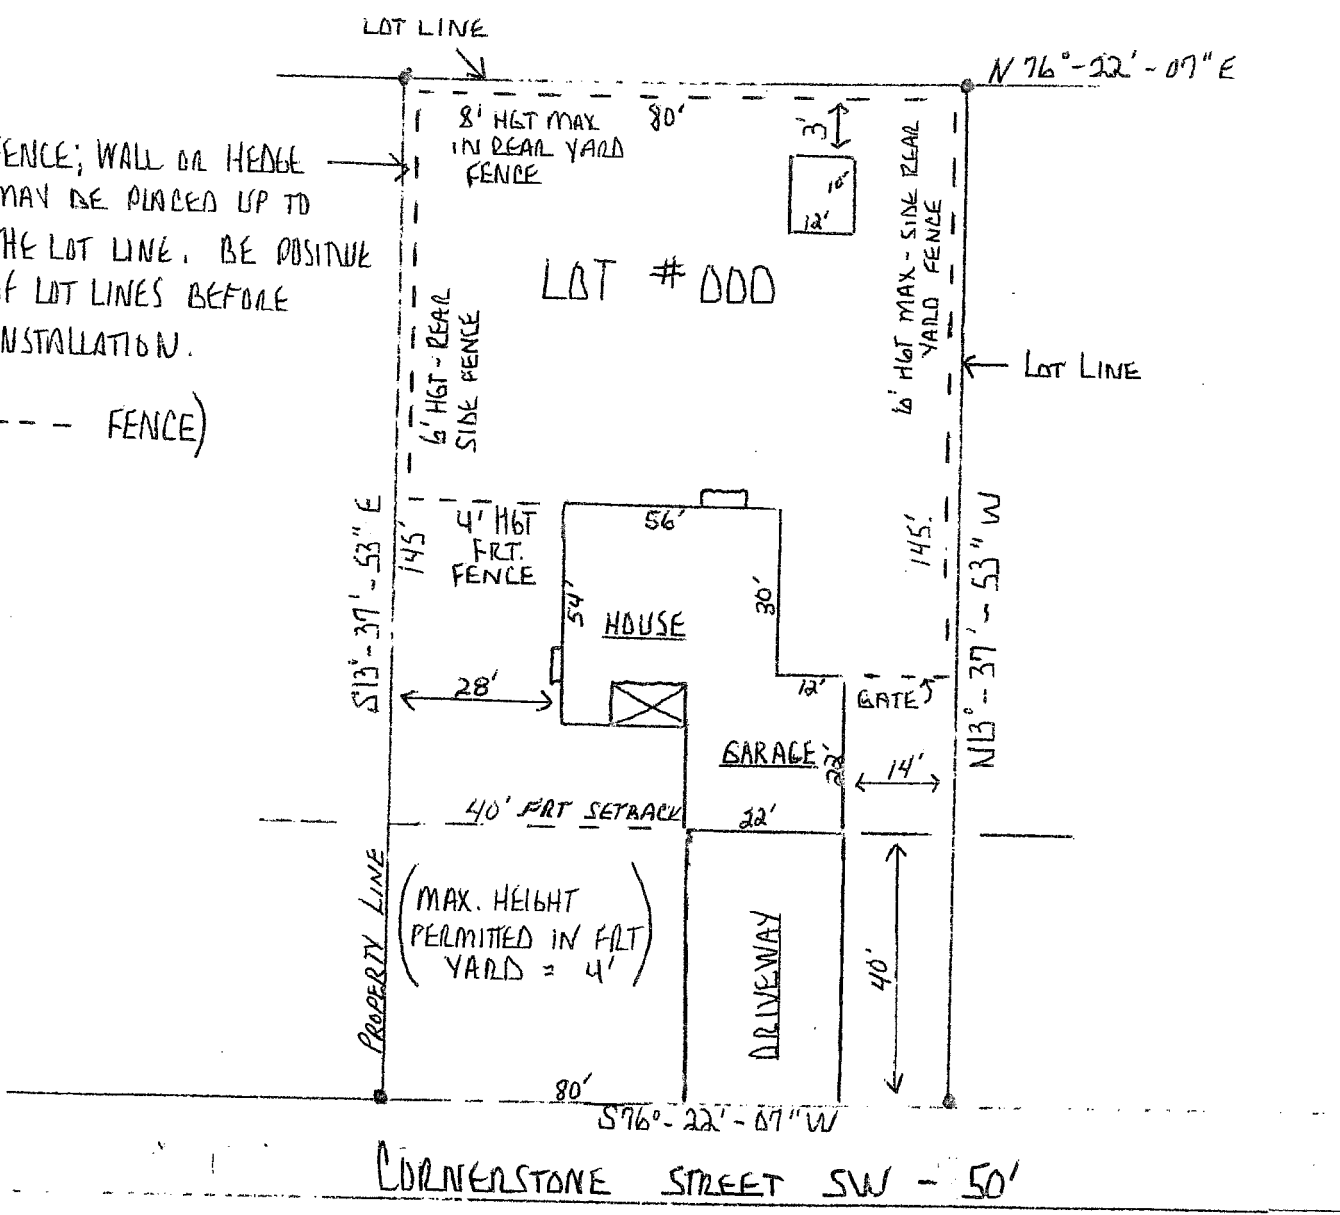 LOT LINE
N 76°-22'-07" E
8' HGT MAX
IN REAR YARD
FENCE
80'
3'
10'
12'
6' HGT MAX - SIDE REAR
YARD FENCE
ENCE; WALL OR HEDGE
MAY BE PLACED UP TO
HE LOT LINE. BE POSITIVE
F LOT LINES BEFORE
NSTALLATION.
--- FENCE)
LOT #000
6' HGT - REAR
SIDE FENCE
LOT LINE
S13°-37'-53" E
145'
4' HGT
FRT.
FENCE
56'
54'
30'
HOUSE
145'
N13°-37'-53" W
28'
12'
GATE
GARAGE
22'
14'
40' FRT SETBACK
22'
PROPERTY LINE
(MAX. HEIGHT
PERMITTED IN FRT
YARD = 4')
DRIVEWAY
40'
80'
S76°-22'-07" W
CORNERSTONE STREET SW - 50'